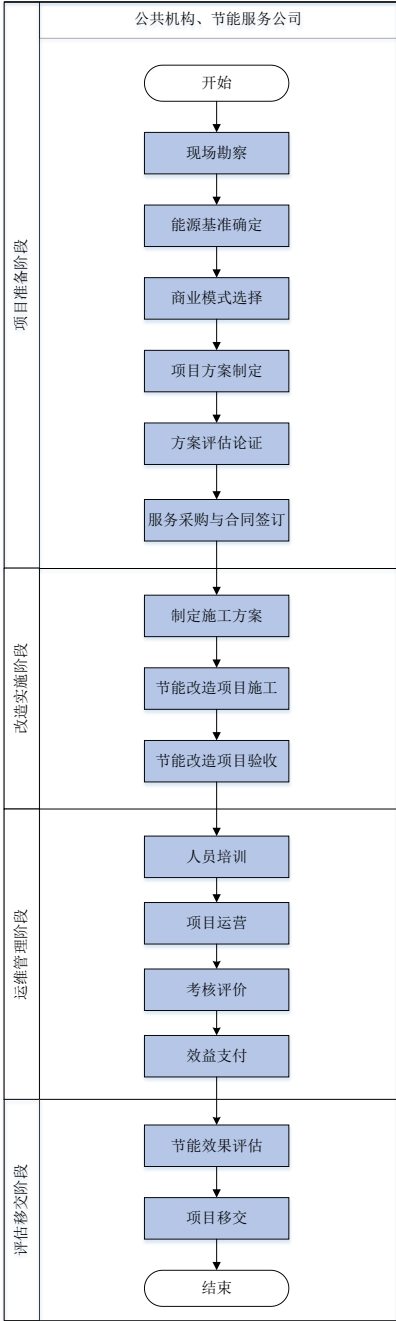 公共机构、节能服务公司
项目准备阶段
开始
现场勘察
能源基准确定
商业模式选择
项目方案制定
方案评估论证
服务采购与合同签订
改造实施阶段
制定施工方案
节能改造项目施工
节能改造项目验收
运维管理阶段
人员培训
项目运营
考核评价
效益支付
评估移交阶段
节能效果评估
项目移交
结束